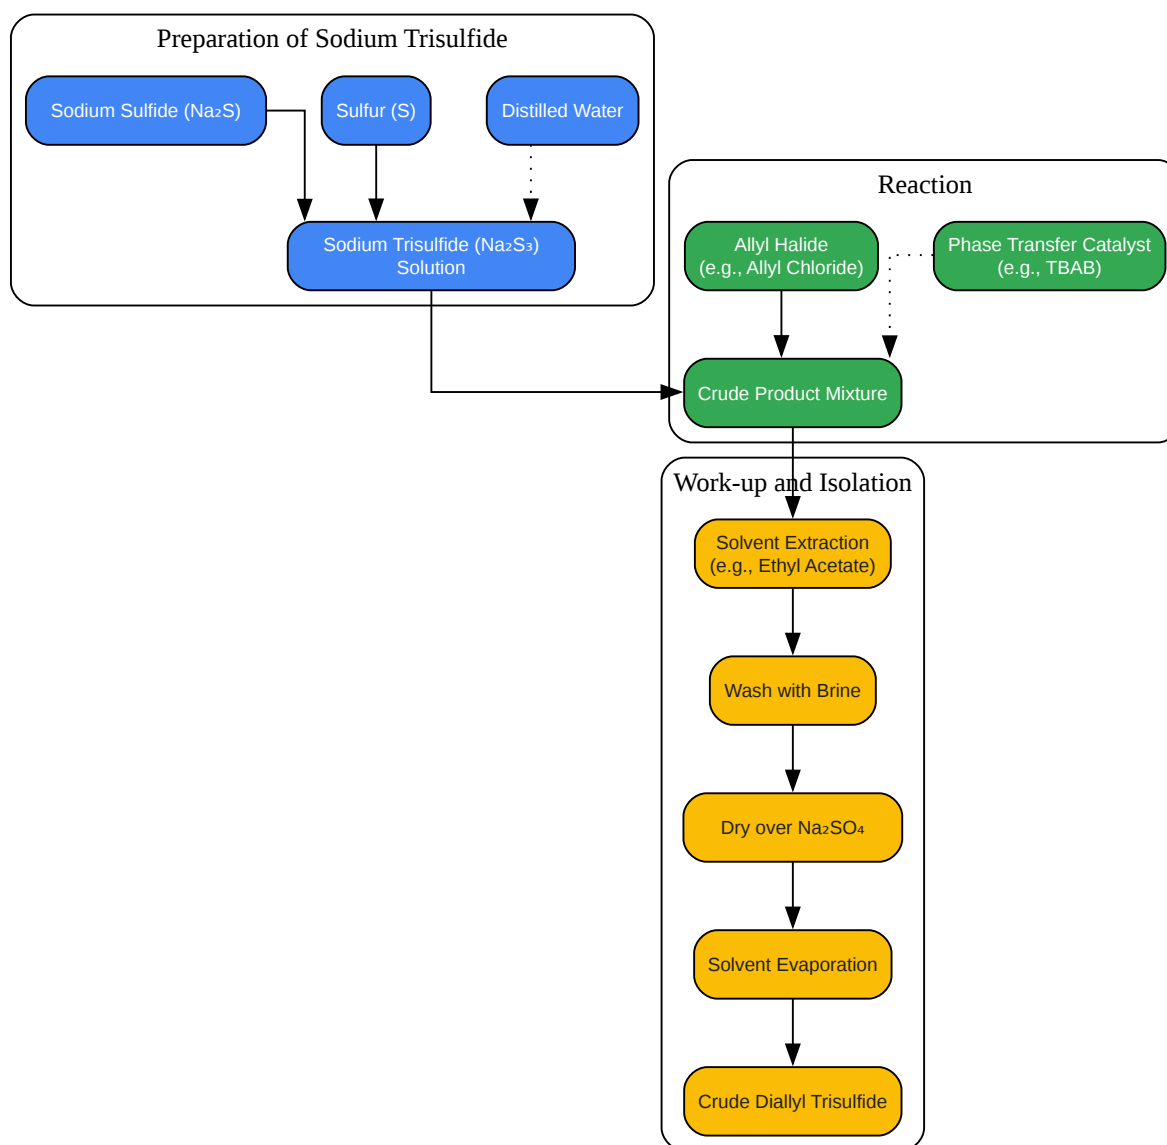 Preparation of Sodium Trisulfide
Sodium Sulfide (Na₂S)
Sulfur (S)
Distilled Water
Sodium Trisulfide (Na₂S₃)
Solution
Reaction
Allyl Halide
(e.g., Allyl Chloride)
Phase Transfer Catalyst
(e.g., TBAB)
Crude Product Mixture
Work-up and Isolation
Solvent Extraction
(e.g., Ethyl Acetate)
Wash with Brine
Dry over Na₂SO₄
Solvent Evaporation
Crude Diallyl Trisulfide